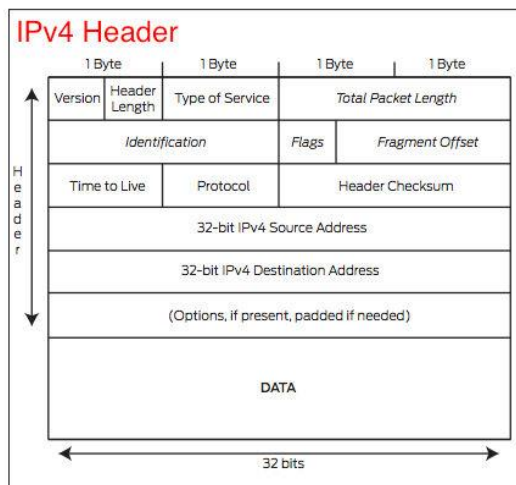 IPv4 Header
1 Byte 1 Byte 1 Byte 1 Byte
Version Header Length Type of Service Total Packet Length
Identification Flags Fragment Offset
Time to Live Protocol Header Checksum
Header
32-bit IPv4 Source Address
32-bit IPv4 Destination Address
(Options, if present, padded if needed)
DATA
32 bits